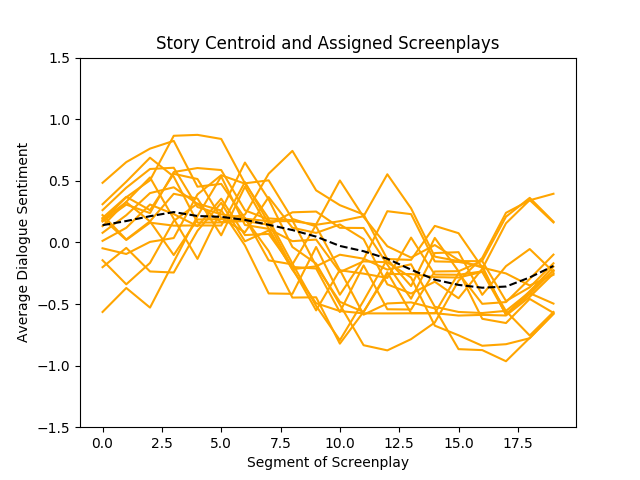 Story Centroid and Assigned Screenplays
1.5
1.0
0.5
0.0
−0.5
−1.0
−1.5
Average Dialogue Sentiment
0.0 2.5 5.0 7.5 10.0 12.5 15.0 17.5
Segment of Screenplay